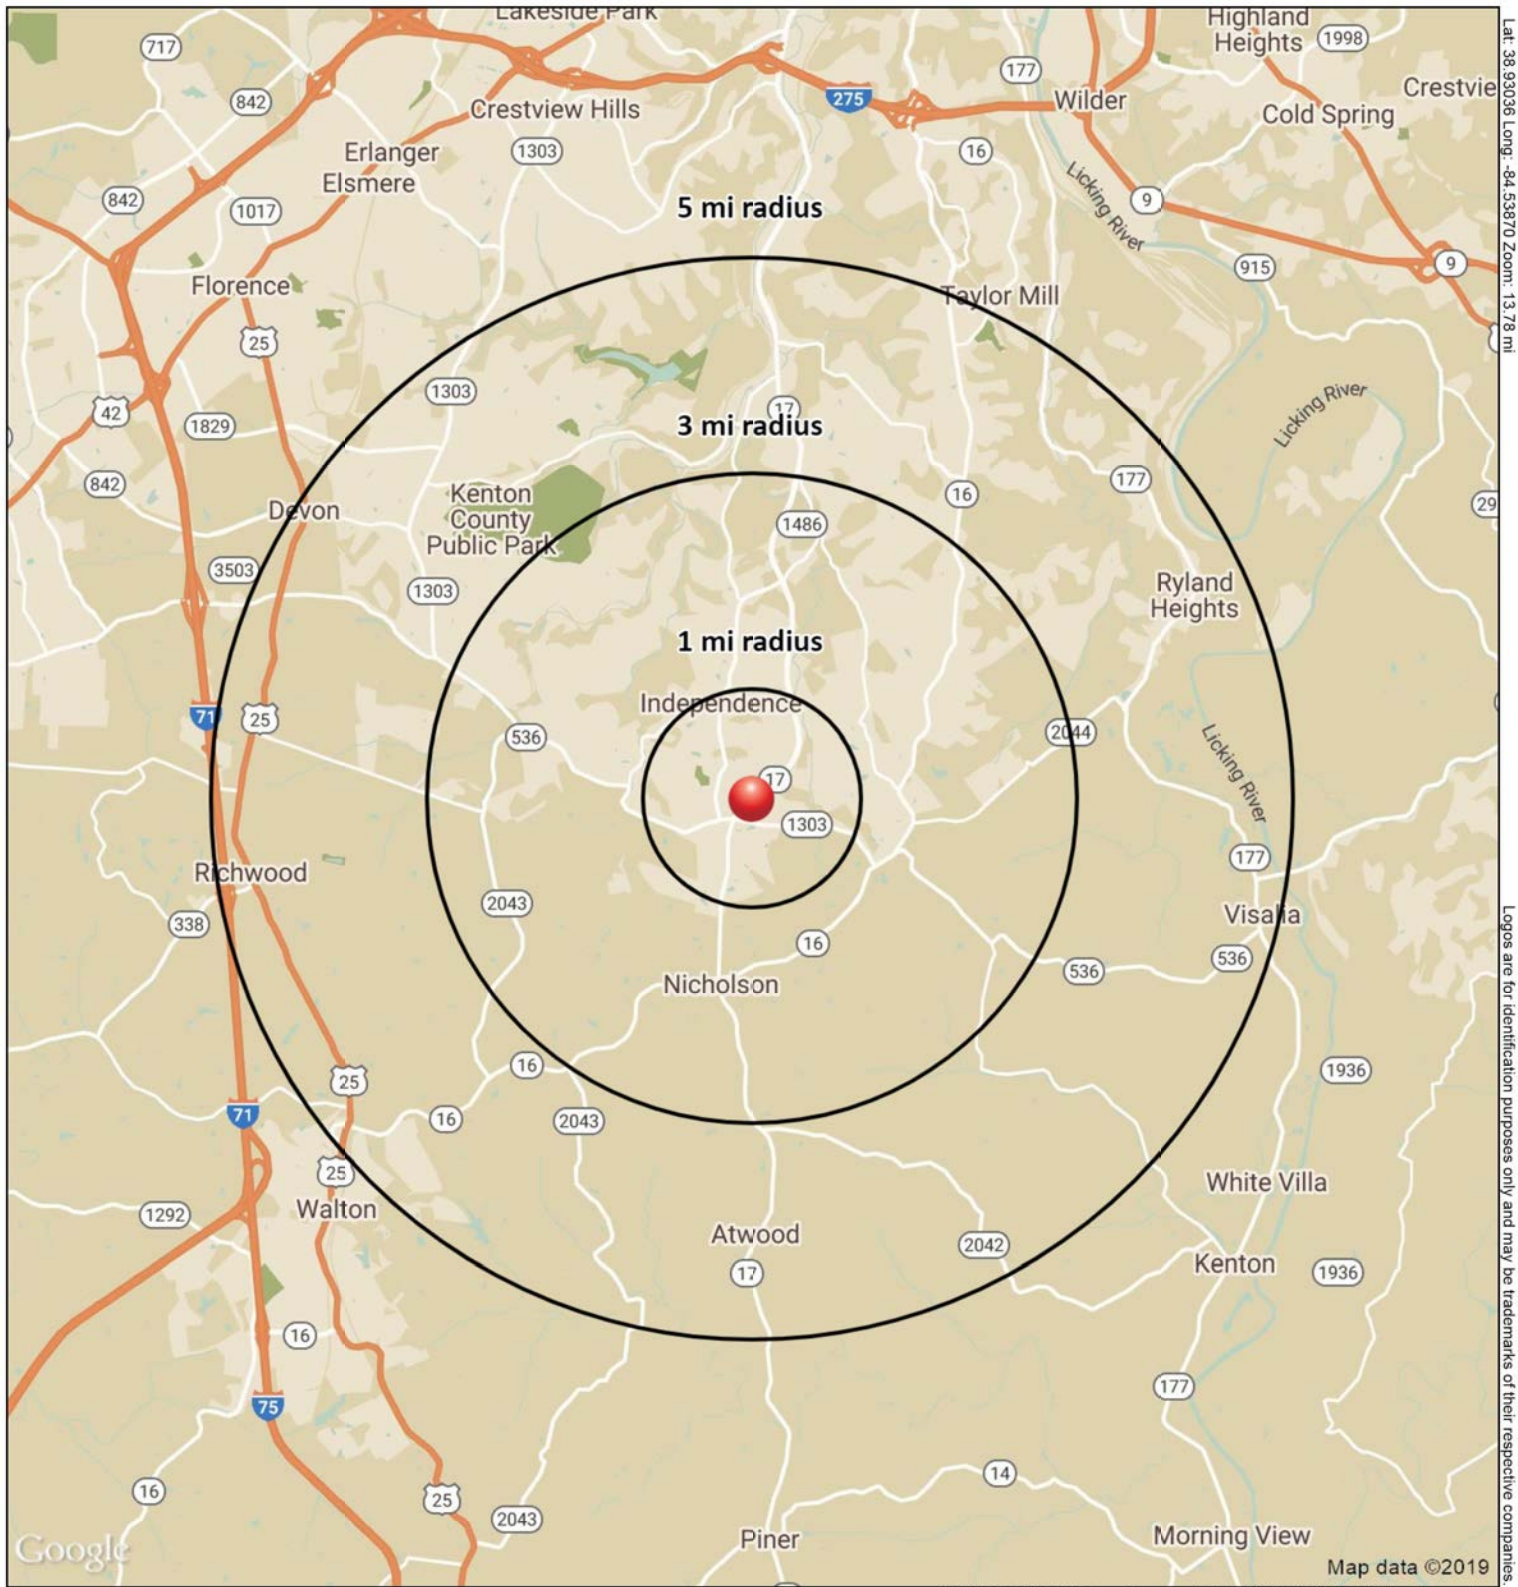 Lakeside Park
Highland
Heights
1998
717
177
Crestvie
842
275
Wilder
Crestview Hills
Cold Spring
Erlanger
1303
16
Elsmere
842
1017
5 mi radius
9
Licking River
915
9
Florence
Taylor Mill
25
1303
Licking River
42
17
1829
3 mi radius
842
177
Kenton
County
Public Park
16
29
Devon
1486
3503
1303
Ryland
Heights
1 mi radius
Independence
71
25
536
2044
Licking River
17
1303
177
Richwood
2043
338
Visalia
16
536
536
Nicholson
16
25
1936
71
16
2043
25
White Villa
Walton
1292
Atwood
2042
17
Kenton
1936
16
177
75
14
16
25
2043
Piner
Morning View
Google
Map data ©2019
Lat: 38.93036 Long: -84.53870 Zoom: 13.78 mi
Logos are for identification purposes only and may be trademarks of their respective companies.